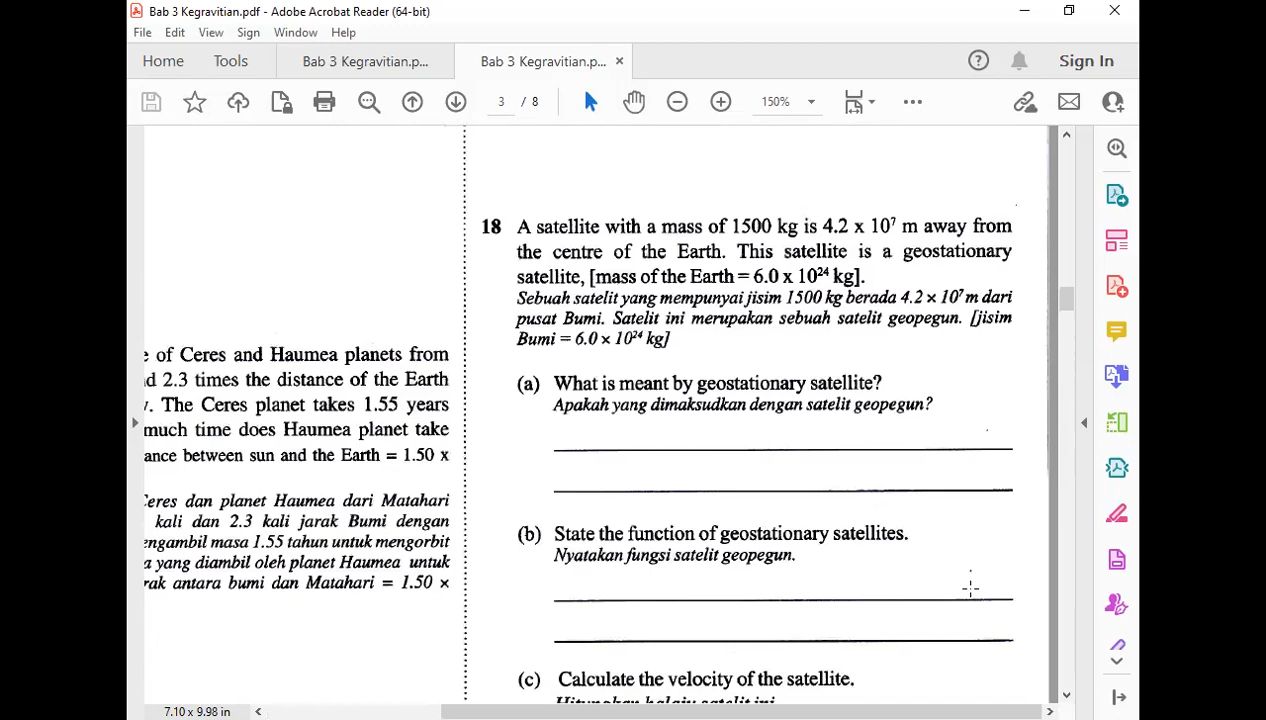 Bab 3 Kegravitian.pdf - Adobe Acrobat Reader (64-bit)
File Edit View Sign Window Help
Home Tools Bab 3 Kegravitian.p... Bab 3 Kegravitian.p... × Sign In
3 / 8 150%
e of Ceres and Haumea planets from
d 2.3 times the distance of the Earth
. The Ceres planet takes 1.55 years
much time does Haumea planet take
ance between sun and the Earth = 1.50 x
Ceres dan planet Haumea dari Matahari
kali dan 2.3 kali jarak Bumi dengan
engambil masa 1.55 tahun untuk mengorbit
a yang diambil oleh planet Haumea untuk
rak antara bumi dan Matahari = 1.50 ×
18 A satellite with a mass of 1500 kg is 4.2 x 10⁷ m away from
the centre of the Earth. This satellite is a geostationary
satellite, [mass of the Earth = 6.0 x 10²⁴ kg].
Sebuah satelit yang mempunyai jisim 1500 kg berada 4.2 × 10⁷ m dari
pusat Bumi. Satelit ini merupakan sebuah satelit geopegun. [jisim
Bumi = 6.0 × 10²⁴ kg]
(a) What is meant by geostationary satellite?
Apakah yang dimaksudkan dengan satelit geopegun?
(b) State the function of geostationary satellites.
Nyatakan fungsi satelit geopegun.
(c) Calculate the velocity of the satellite.
7.10 x 9.98 in